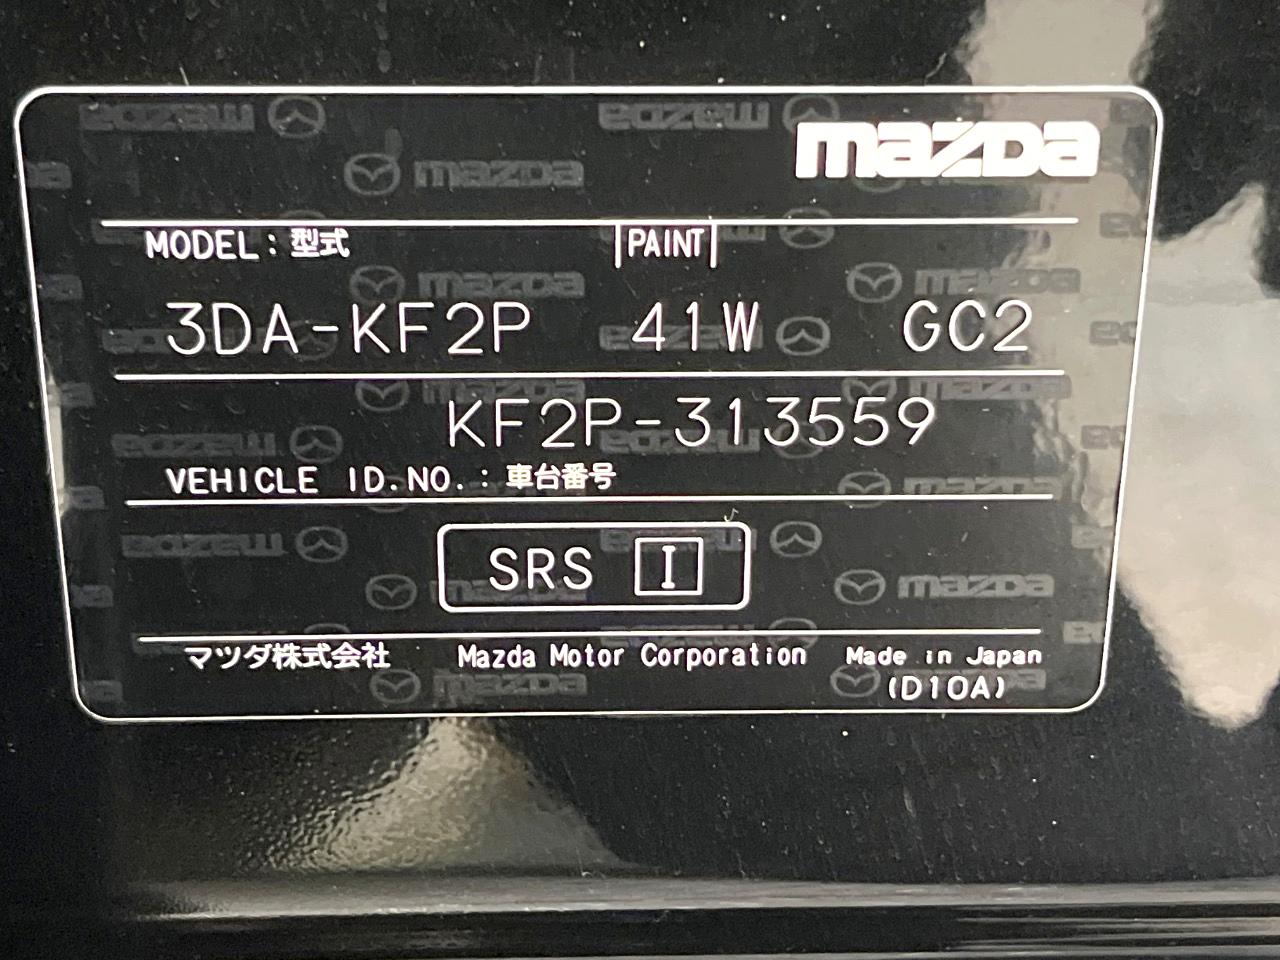 mazda
MODEL : 型式 PAINT
3DA-KF2P 41W GC2
KF2P-313559
VEHICLE ID.NO. : 車台番号
SRS I
マツダ株式会社 Mazda Motor Corporation Made in Japan
(D10A)